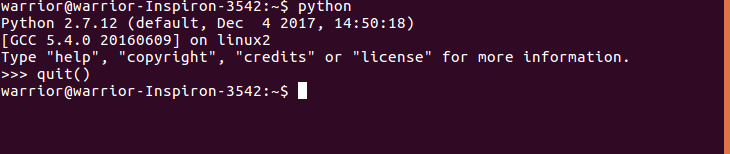 warrior@warrior-Inspiron-3542:~$ python
Python 2.7.12 (default, Dec  4 2017, 14:50:18)
[GCC 5.4.0 20160609] on linux2
Type "help", "copyright", "credits" or "license" for more information.
>>> quit()
warrior@warrior-Inspiron-3542:~$